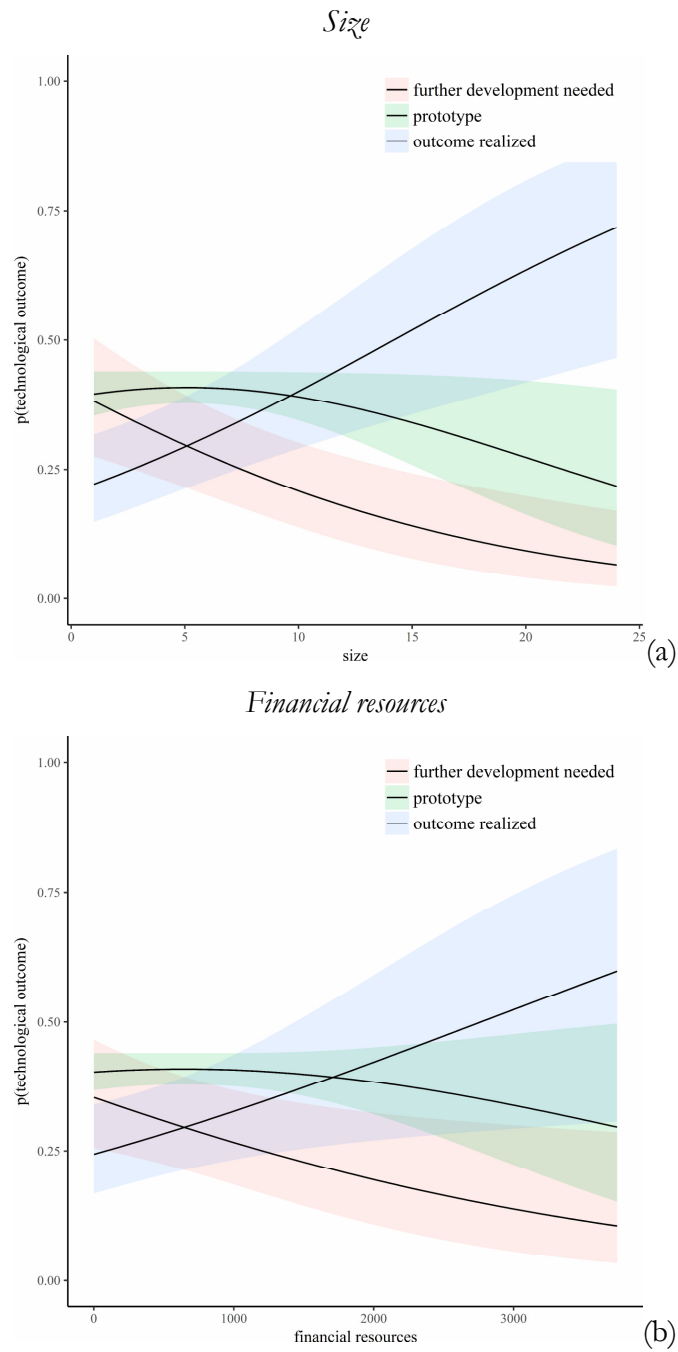 Size
1.00
0.75
0.50
0.25
0.00
p(technological outcome)
further development needed
prototype
outcome realized
0
5
10
15
20
25
size
(a)
Financial resources
1.00
0.75
0.50
0.25
0.00
p(technological outcome)
further development needed
prototype
outcome realized
0
1000
2000
3000
financial resources
(b)